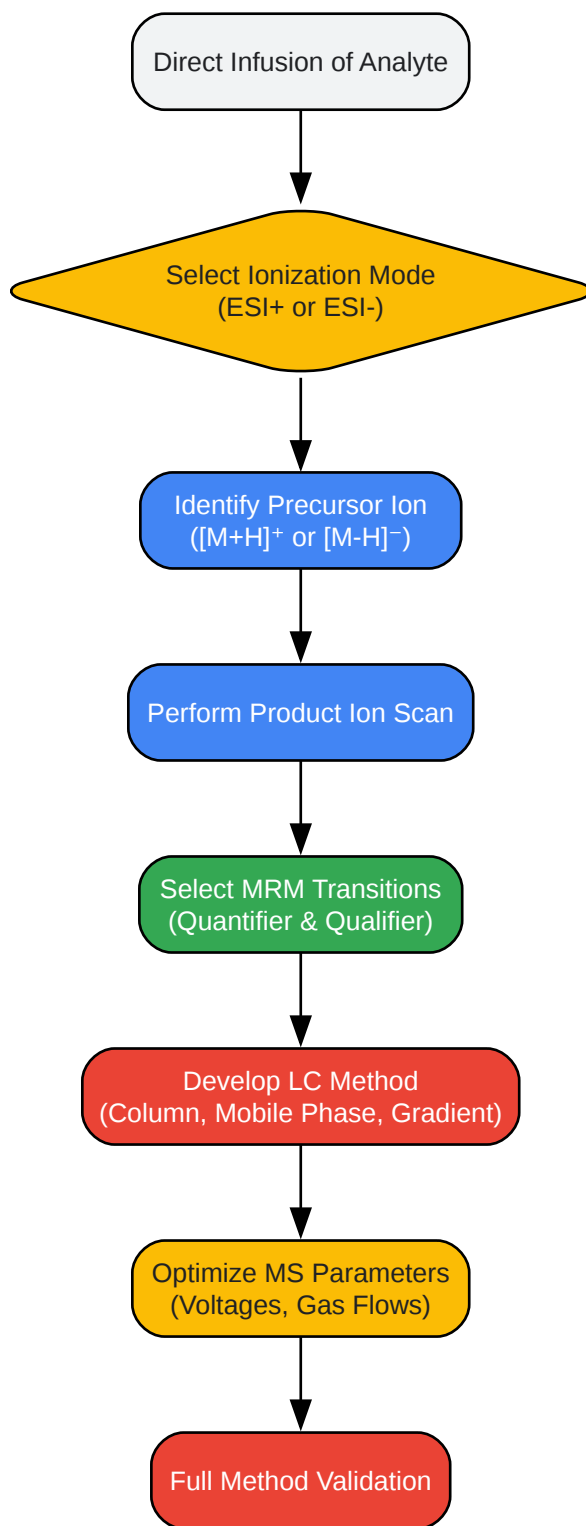 Direct Infusion of Analyte
Select Ionization Mode
(ESI+ or ESI-)
Identify Precursor Ion
([M+H]⁺ or [M-H]⁻)
Perform Product Ion Scan
Select MRM Transitions
(Quantifier & Qualifier)
Develop LC Method
(Column, Mobile Phase, Gradient)
Optimize MS Parameters
(Voltages, Gas Flows)
Full Method Validation